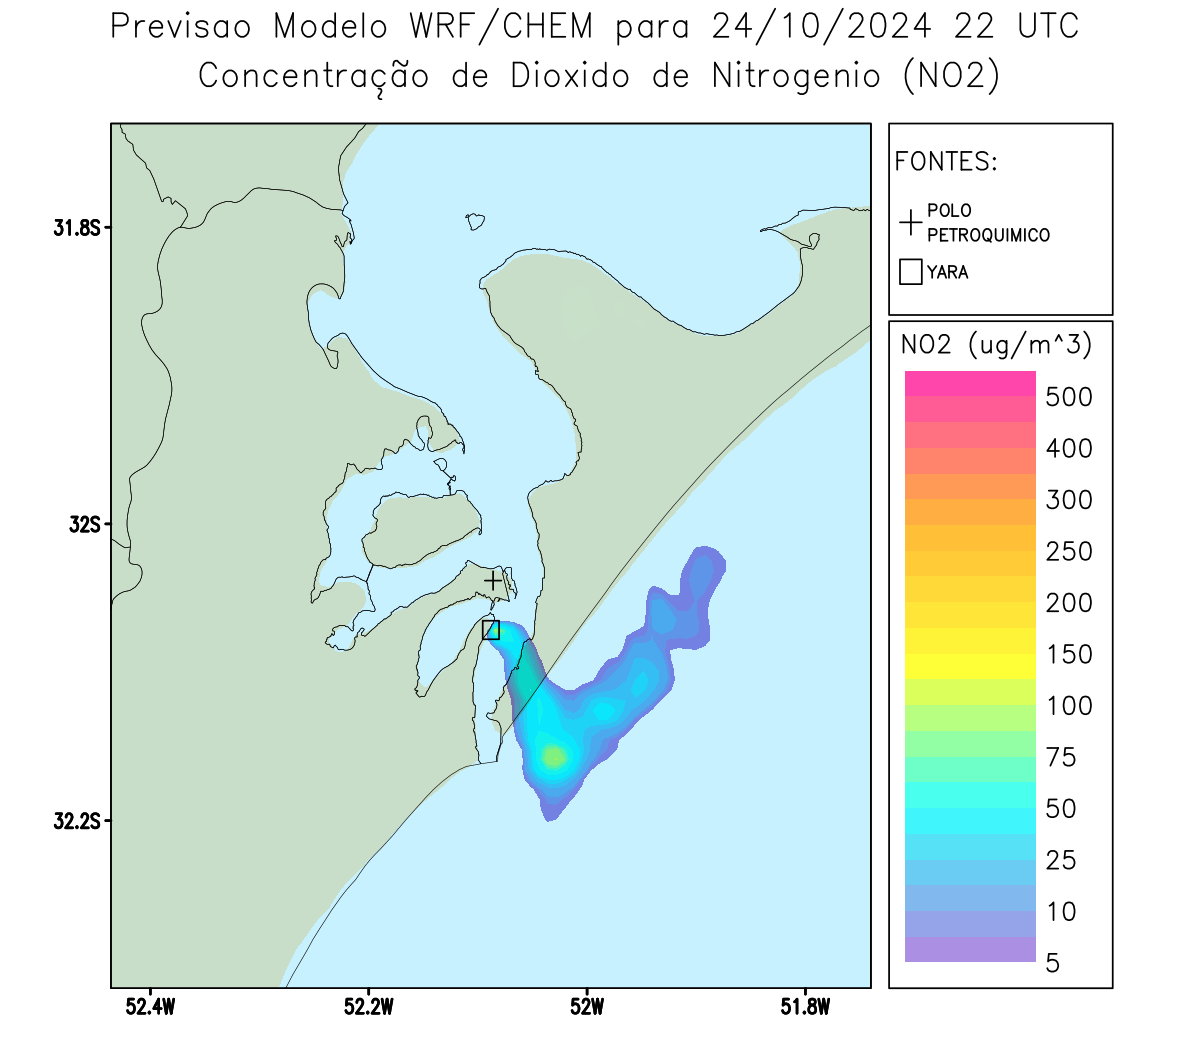 Previsao Modelo WRF/CHEM para 24/10/2024 22 UTC
Concentração de Dioxido de Nitrogenio (NO2)
FONTES:
POLO
PETROQUIMICO
YARA
NO2 (ug/m^3)
500
400
300
250
200
150
100
75
50
25
10
5
31.8S
32S
32.2S
52.4W
52.2W
52W
51.8W